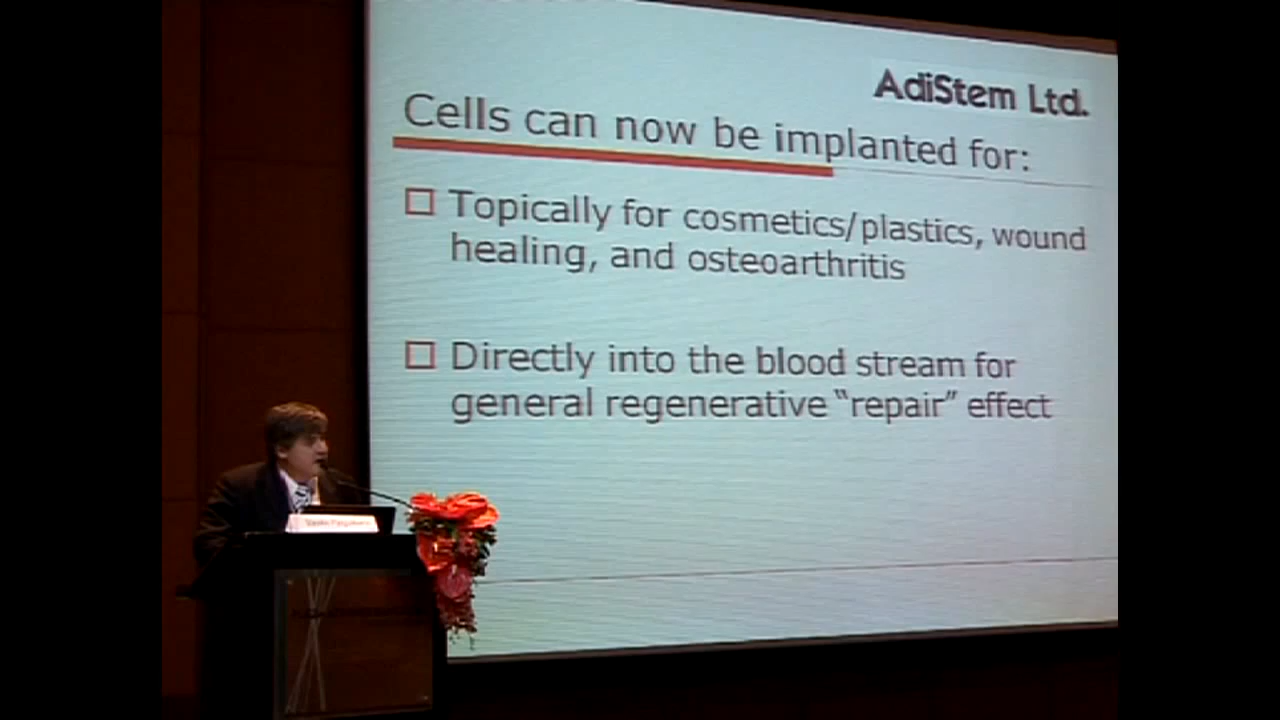 AdiStem Ltd.
Cells can now be implanted for:
Topically for cosmetics/plastics, wound
healing, and osteoarthritis
Directly into the blood stream for
general regenerative “repair” effect